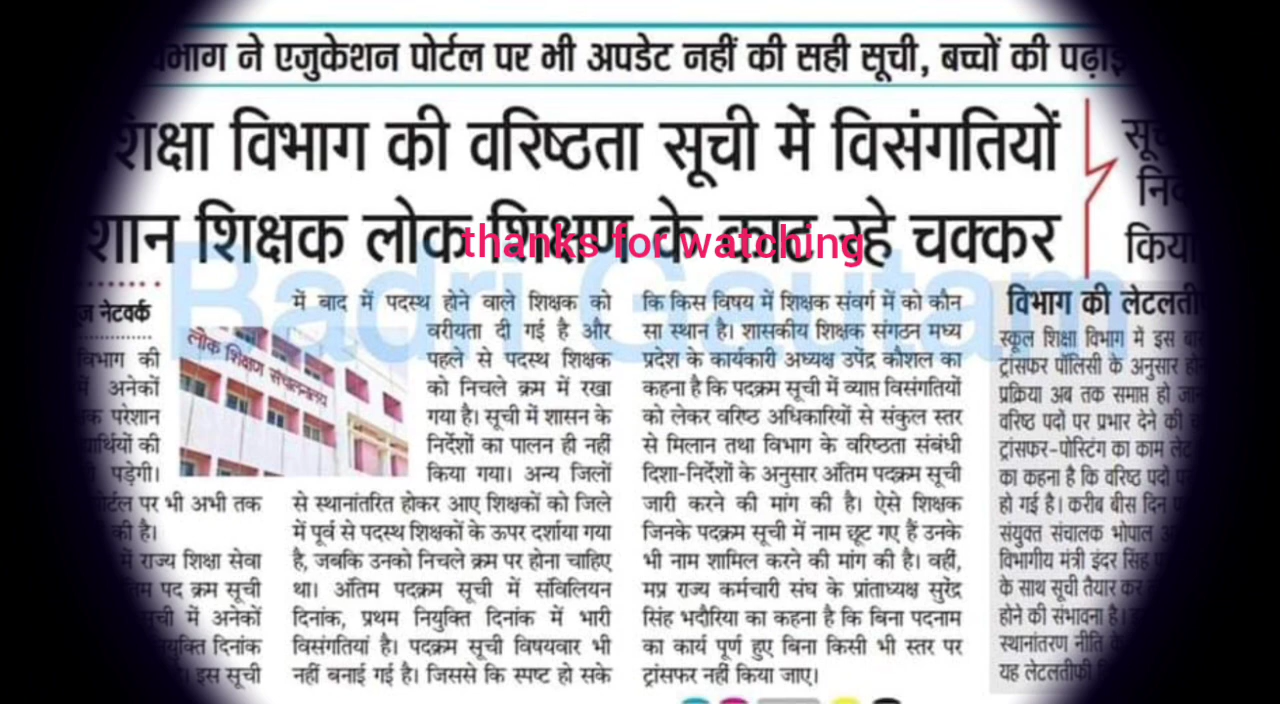 ने एजुकेशन पोर्टल पर भी अपडेट नहीं की सही सूची, बच्चों की
शिक्षा विभाग की वरिष्ठता सूची में विसंगतियों
शिक्षक लोक शिक्षण के काट रहे चक्कर
thanks for watching
Badri Gautam
नेटवर्क
विभाग की
में अनेकों
परेशान
की
पड़ेगी।
पर भी अभी तक
की है।
में राज्य शिक्षा सेवा
पद क्रम सूची
में अनेकों
दिनांक
इस सूची
लोक शिक्षण संचालनालय
में बाद में पदस्थ होने वाले शिक्षक को
वरीयता दी गई है और
पहले से पदस्थ शिक्षक
को निचले क्रम में रखा
गया है। सूची में शासन के
निर्देशों का पालन ही नहीं
किया गया। अन्य जिलों
से स्थानांतरित होकर आए शिक्षकों को जिले
में पूर्व से पदस्थ शिक्षकों के ऊपर दर्शाया गया
है, जबकि उनको निचले क्रम पर होना चाहिए
था। अंतिम पदक्रम सूची में संविलियन
दिनांक, प्रथम नियुक्ति दिनांक में भारी
विसंगतियां है। पदक्रम सूची विषयवार भी
नहीं बनाई गई है। जिससे कि स्पष्ट हो सके
कि किस विषय में शिक्षक संवर्ग में को कौन
सा स्थान है। शासकीय शिक्षक संगठन मध्य
प्रदेश के कार्यकारी अध्यक्ष उपेंद्र कौशल का
कहना है कि पदक्रम सूची में व्याप्त विसंगतियों
को लेकर वरिष्ठ अधिकारियों से संकुल स्तर
से मिलान तथा विभाग के वरिष्ठता संबंधी
दिशा-निर्देशों के अनुसार अंतिम पदक्रम सूची
जारी करने की मांग की है। ऐसे शिक्षक
जिनके पदक्रम सूची में नाम छूट गए हैं उनके
भी नाम शामिल करने की मांग की है। वहीं,
मप्र राज्य कर्मचारी संघ के प्रांताध्यक्ष सुरेंद्र
सिंह भदौरिया का कहना है कि बिना पदनाम
का कार्य पूर्ण हुए बिना किसी भी स्तर पर
ट्रांसफर नहीं किया जाए।
विभाग की
स्कूल शिक्षा विभाग में इस
ट्रांसफर पॉलिसी के अनुसार
प्रक्रिया अब तक समाप्त हो
वरिष्ठ पदों पर प्रभार देने की
ट्रांसफर-पोस्टिंग का काम
का कहना है कि वरिष्ठ पदों
हो गई है। करीब बीस दिन
संयुक्त संचालक भोपाल
विभागीय मंत्री इंदर सिंह
के साथ सूची तैयार कर
होने की संभावना है।
स्थानांतरण नीति
यह लेटलतीफी